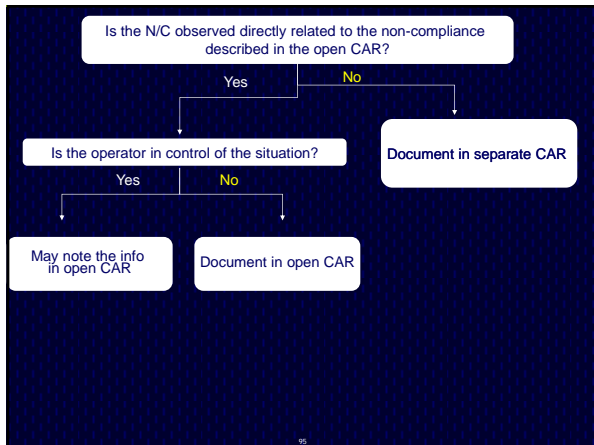 Is the N/C observed directly related to the non-compliance
described in the open CAR?
Yes
No
Is the operator in control of the situation?
Document in separate CAR
Yes
No
May note the info
in open CAR
Document in open CAR
95